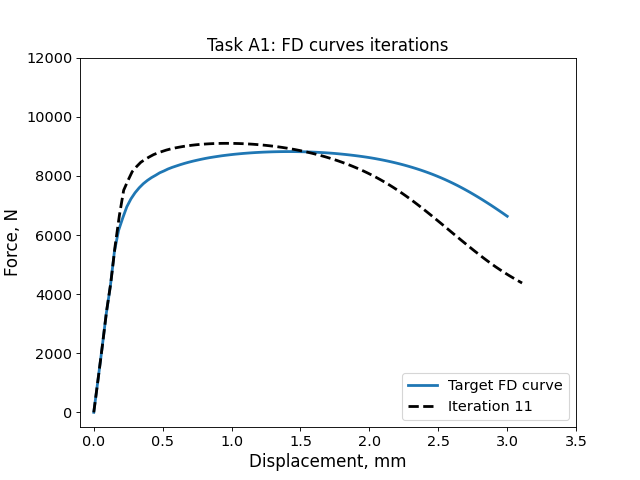 Task A1: FD curves iterations
12000
10000
8000
6000
4000
2000
0
Force, N
0.0 0.5 1.0 1.5 2.0 2.5 3.0 3.5
Displacement, mm
Target FD curve
Iteration 11